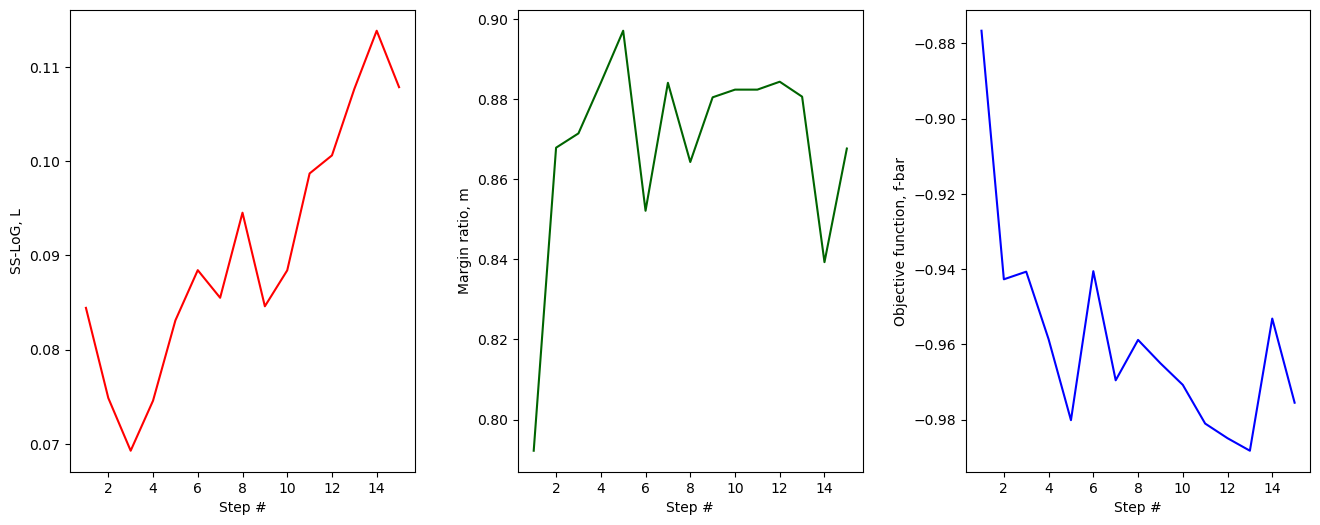 SS-LoG, L
0.11
0.10
0.09
0.08
0.07
2 4 6 8 10 12 14
Step #
Margin ratio, m
0.90
0.88
0.86
0.84
0.82
0.80
2 4 6 8 10 12 14
Step #
Objective function, f-bar
−0.88
−0.90
−0.92
−0.94
−0.96
−0.98
2 4 6 8 10 12 14
Step #